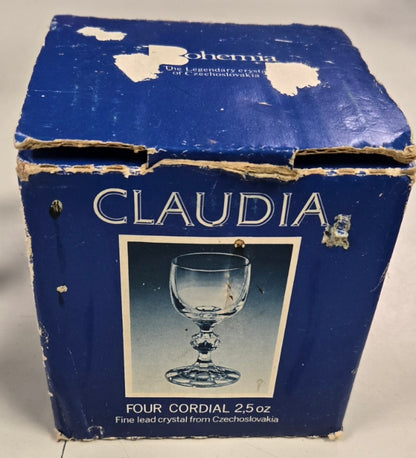 Bohemia
The Legendary crystal
of Czechoslovakia
CLAUDIA
FOUR CORDIAL 2,5 oz
Fine lead crystal from Czechoslovakia